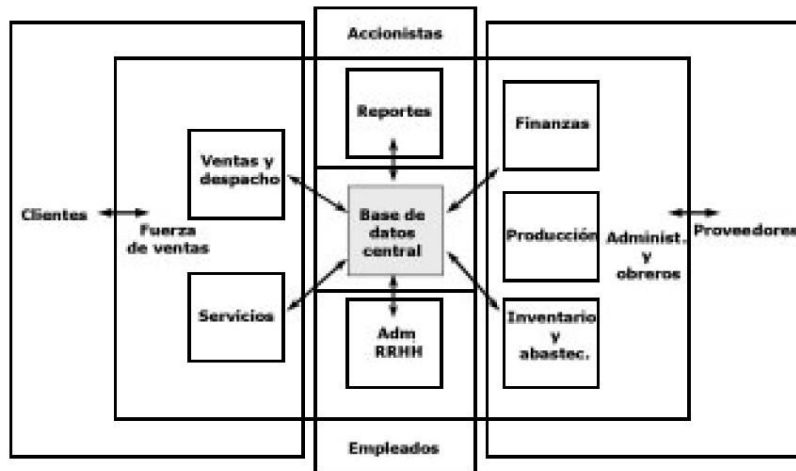 Accionistas
Reportes
Finanzas
Ventas y
despacho
Base de
datos
central
Clientes
Fuerza
de ventas
Producción
Administ.
y
obreros
Proveedores
Servicios
Adm
RRHH
Inventario
y
abastec.
Empleados